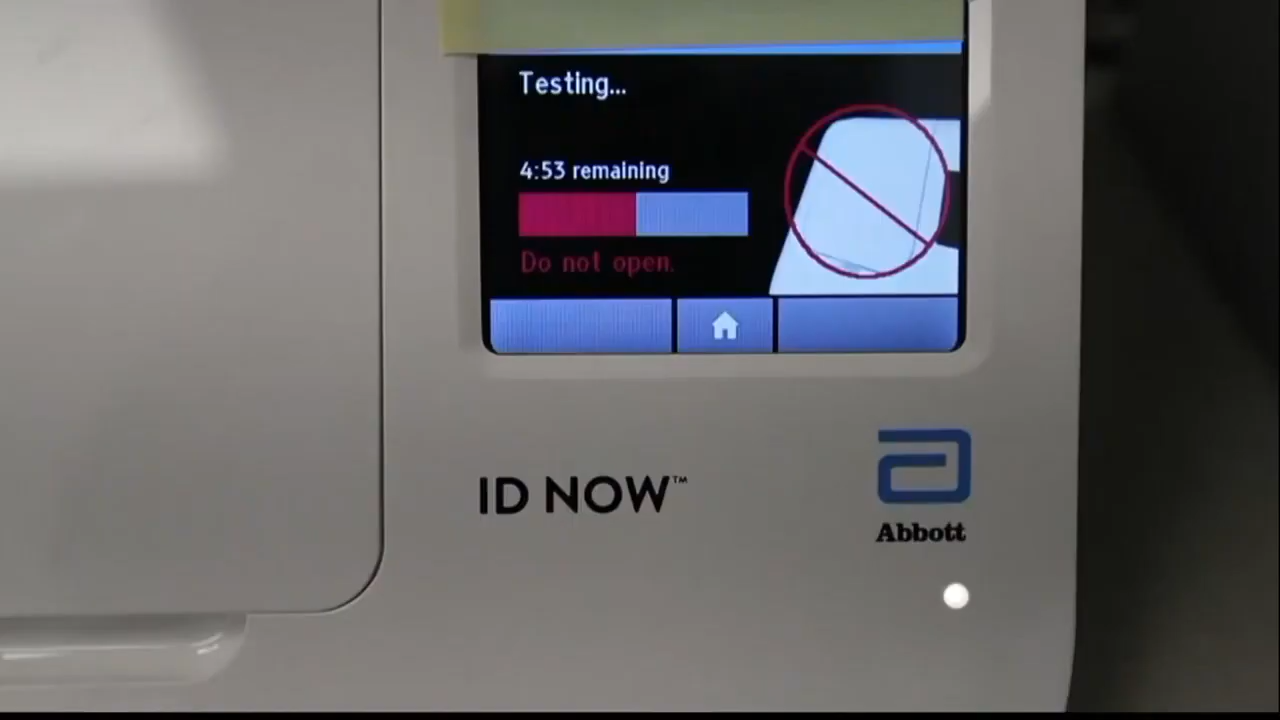 Testing...
4:53 remaining
Do not open.
ID NOW™
Abbott